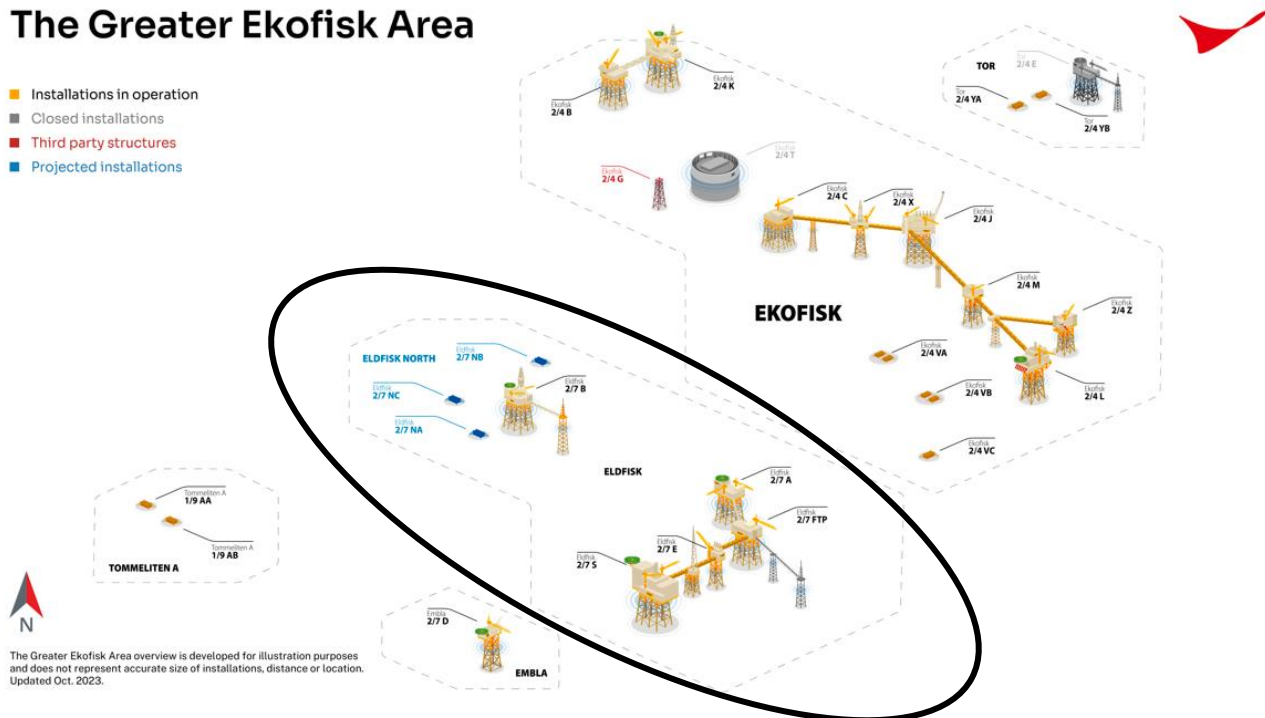 The Greater Ekofisk Area
Installations in operation
Closed installations
Third party structures
Projected installations
Ekofisk
2/4 K
Ekofisk
2/4 B
Ekofisk
2/4 T
Ekofisk
2/4 G
TOR
Tor
2/4 E
Tor
2/4 YA
Tor
2/4 YB
Ekofisk
2/4 C
Ekofisk
2/4 X
Ekofisk
2/4 J
Ekofisk
2/4 M
Ekofisk
2/4 Z
EKOFISK
Ekofisk
2/4 VA
Ekofisk
2/4 VB
Ekofisk
2/4 L
Ekofisk
2/4 VC
ELDFISK NORTH
Eldfisk
2/7 NB
Eldfisk
2/7 B
Eldfisk
2/7 NC
Eldfisk
2/7 NA
ELDFISK
Eldfisk
2/7 A
Eldfisk
2/7 FTP
Eldfisk
2/7 E
Eldfisk
2/7 S
Tommeliten A
1/9 AA
Tommeliten A
1/9 AB
TOMMELITEN A
Embla
2/7 D
EMBLA
N
The Greater Ekofisk Area overview is developed for illustration purposes
and does not represent accurate size of installations, distance or location.
Updated Oct. 2023.